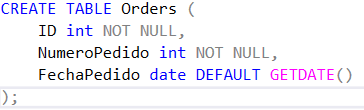 CREATE TABLE Orders (
    ID int NOT NULL,
    NumeroPedido int NOT NULL,
    FechaPedido date DEFAULT GETDATE()
);